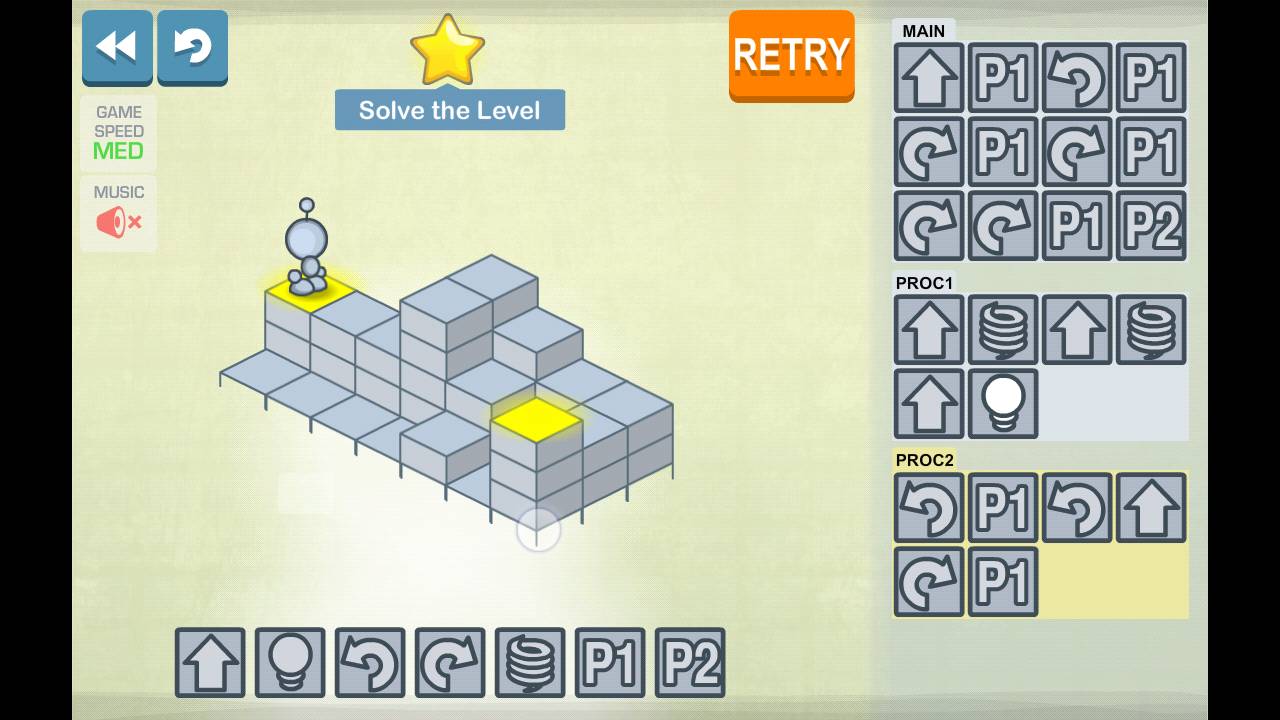 RETRY
Solve the Level
GAME
SPEED
MED
MUSIC
MAIN
P1
P1
P1
P1
P1
P2
PROC1
PROC2
P1
P1
P1
P2